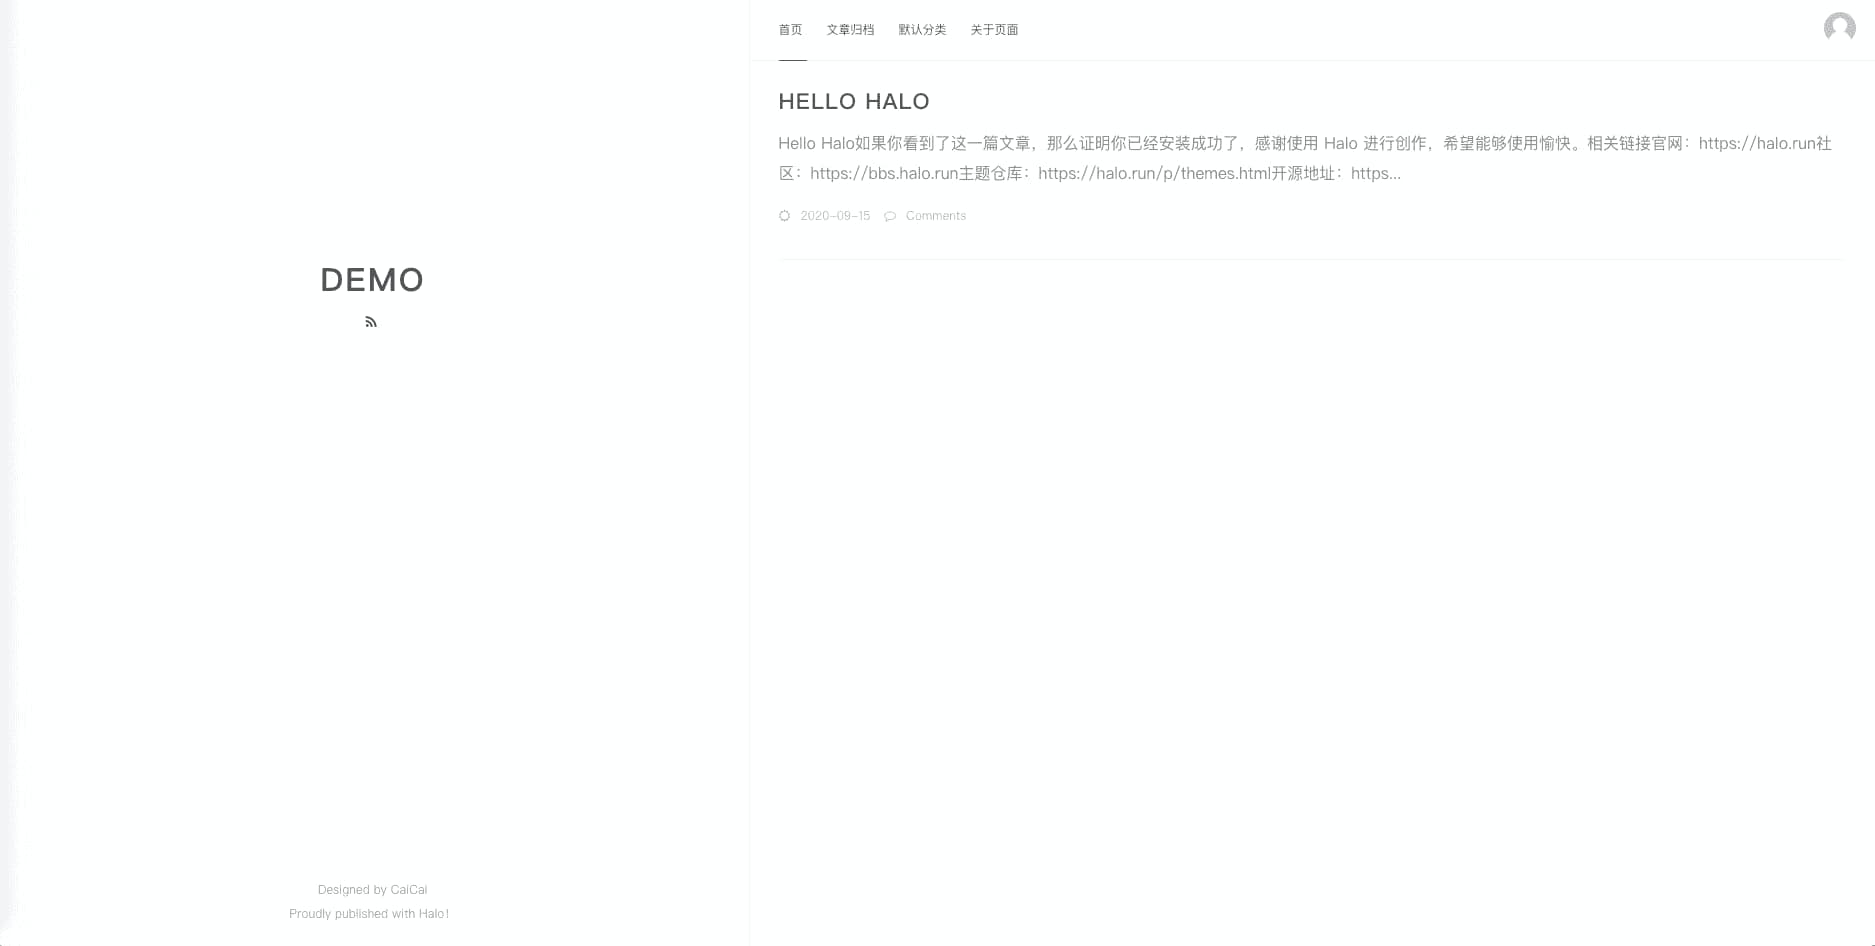 DEMO
Designed by CaiCai
Proudly published with Halo!
首页 文章归档 默认分类 关于页面
HELLO HALO
Hello Halo如果你看到了这一篇文章，那么证明你已经安装成功了，感谢使用 Halo 进行创作，希望能够使用愉快。相关链接官网：https://halo.run社
区：https://bbs.halo.run主题仓库：https://halo.run/p/themes.html开源地址：https...
2020-09-15 Comments